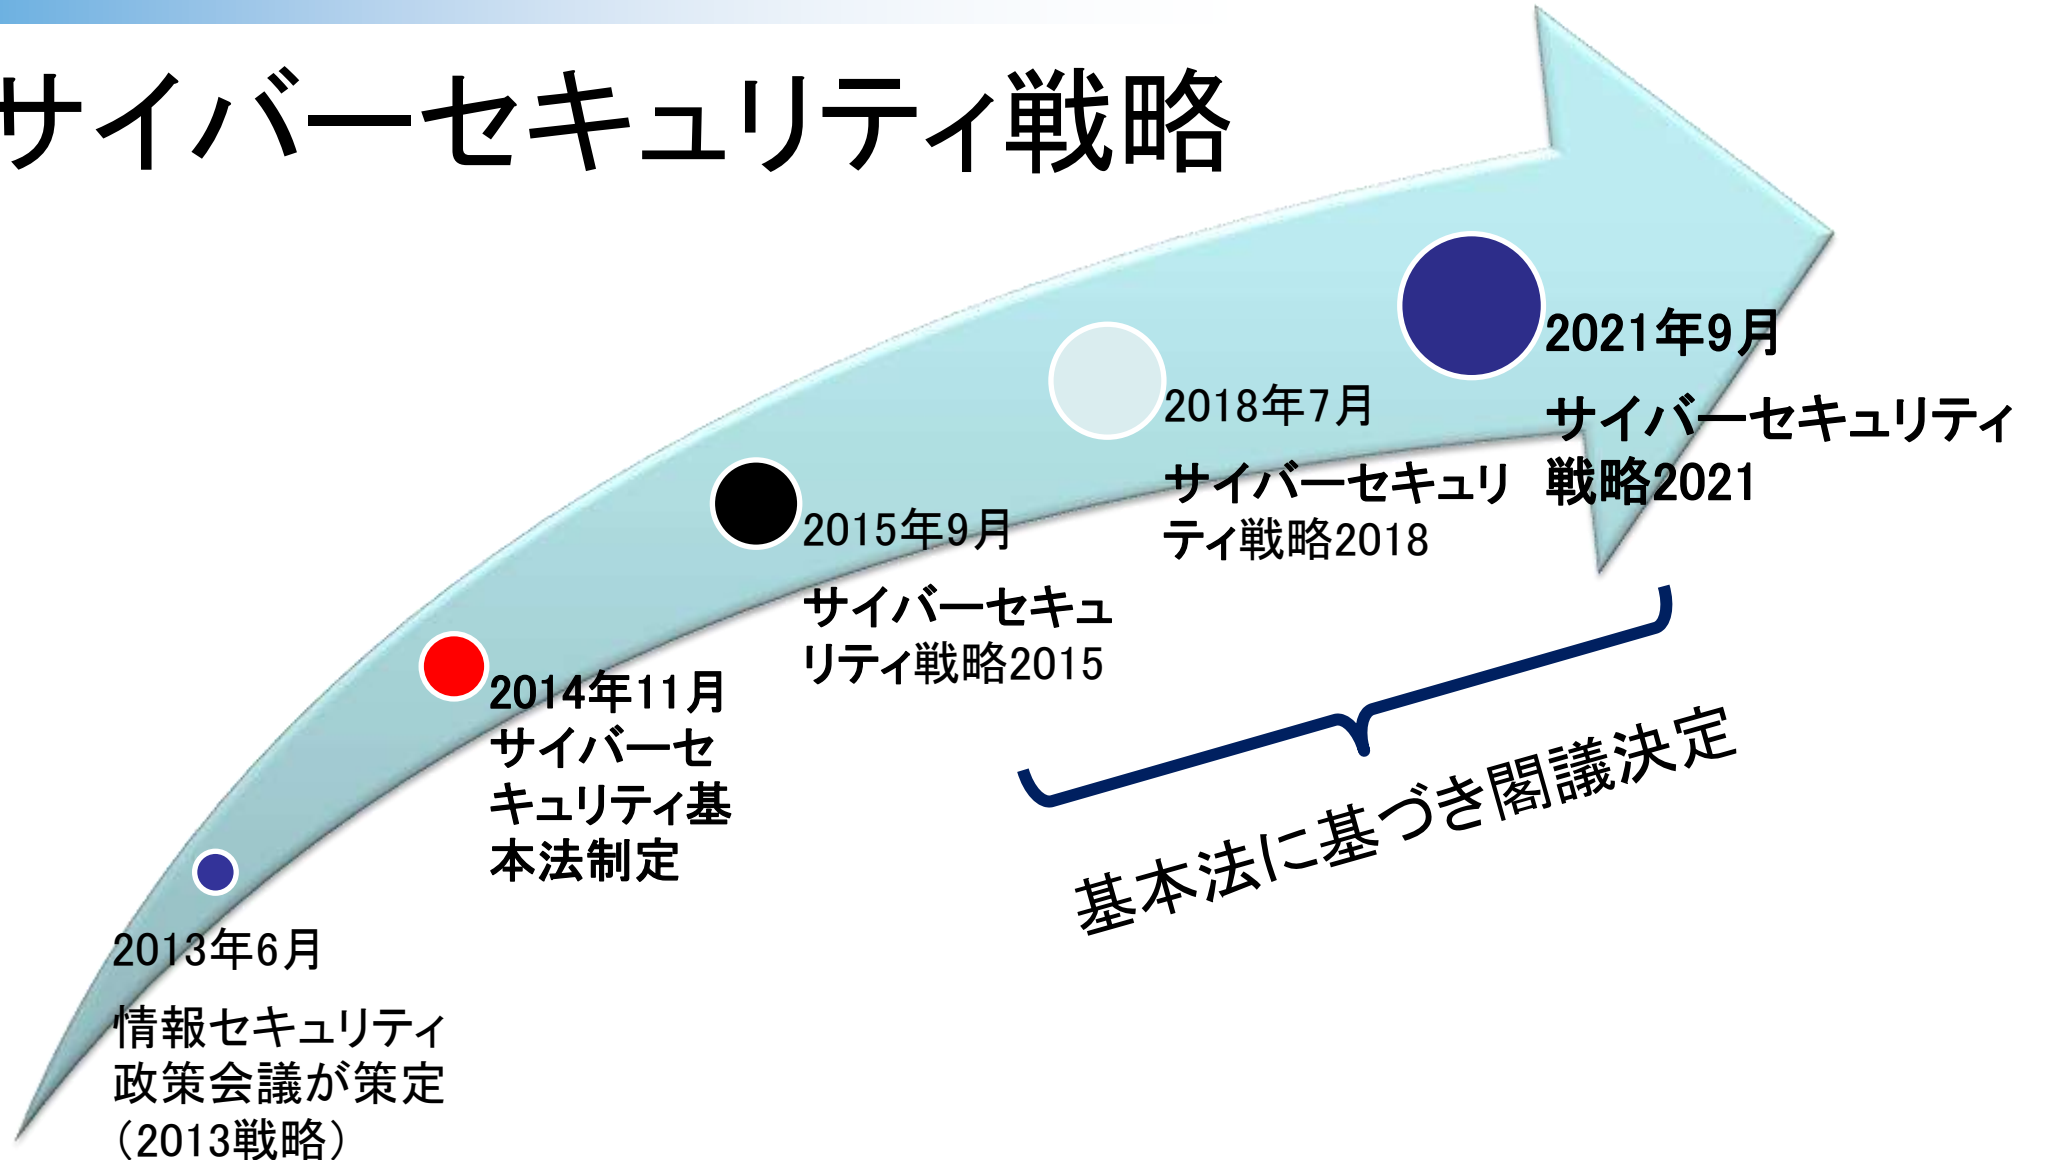 サイバーセキュリティ戦略
2013年6月
情報セキュリティ
政策会議が策定
（2013戦略）
2014年11月
サイバーセ
キュリティ基
本法制定
2015年9月
サイバーセキュ
リティ戦略2015
2018年7月
サイバーセキュリ
ティ戦略2018
2021年9月
サイバーセキュリティ
戦略2021
基本法に基づき閣議決定